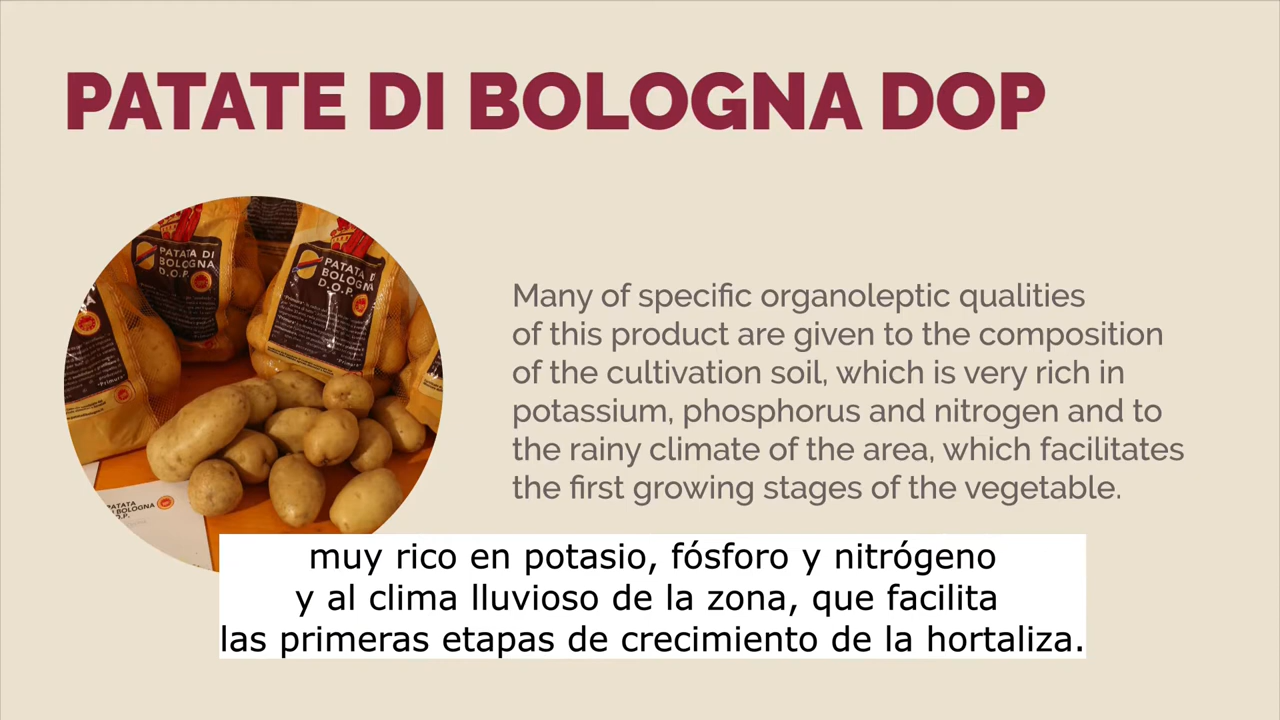 PATATE DI BOLOGNA DOP
PATATA DI
BOLOGNA
D.O.P.
PATATA DI
BOLOGNA
D.O.P.
Many of specific organoleptic qualities
of this product are given to the composition
of the cultivation soil, which is very rich in
potassium, phosphorus and nitrogen and to
the rainy climate of the area, which facilitates
the first growing stages of the vegetable.
BOLOGNA
muy rico en potasio, fósforo y nitrógeno
y al clima lluvioso de la zona, que facilita
las primeras etapas de crecimiento de la hortaliza.